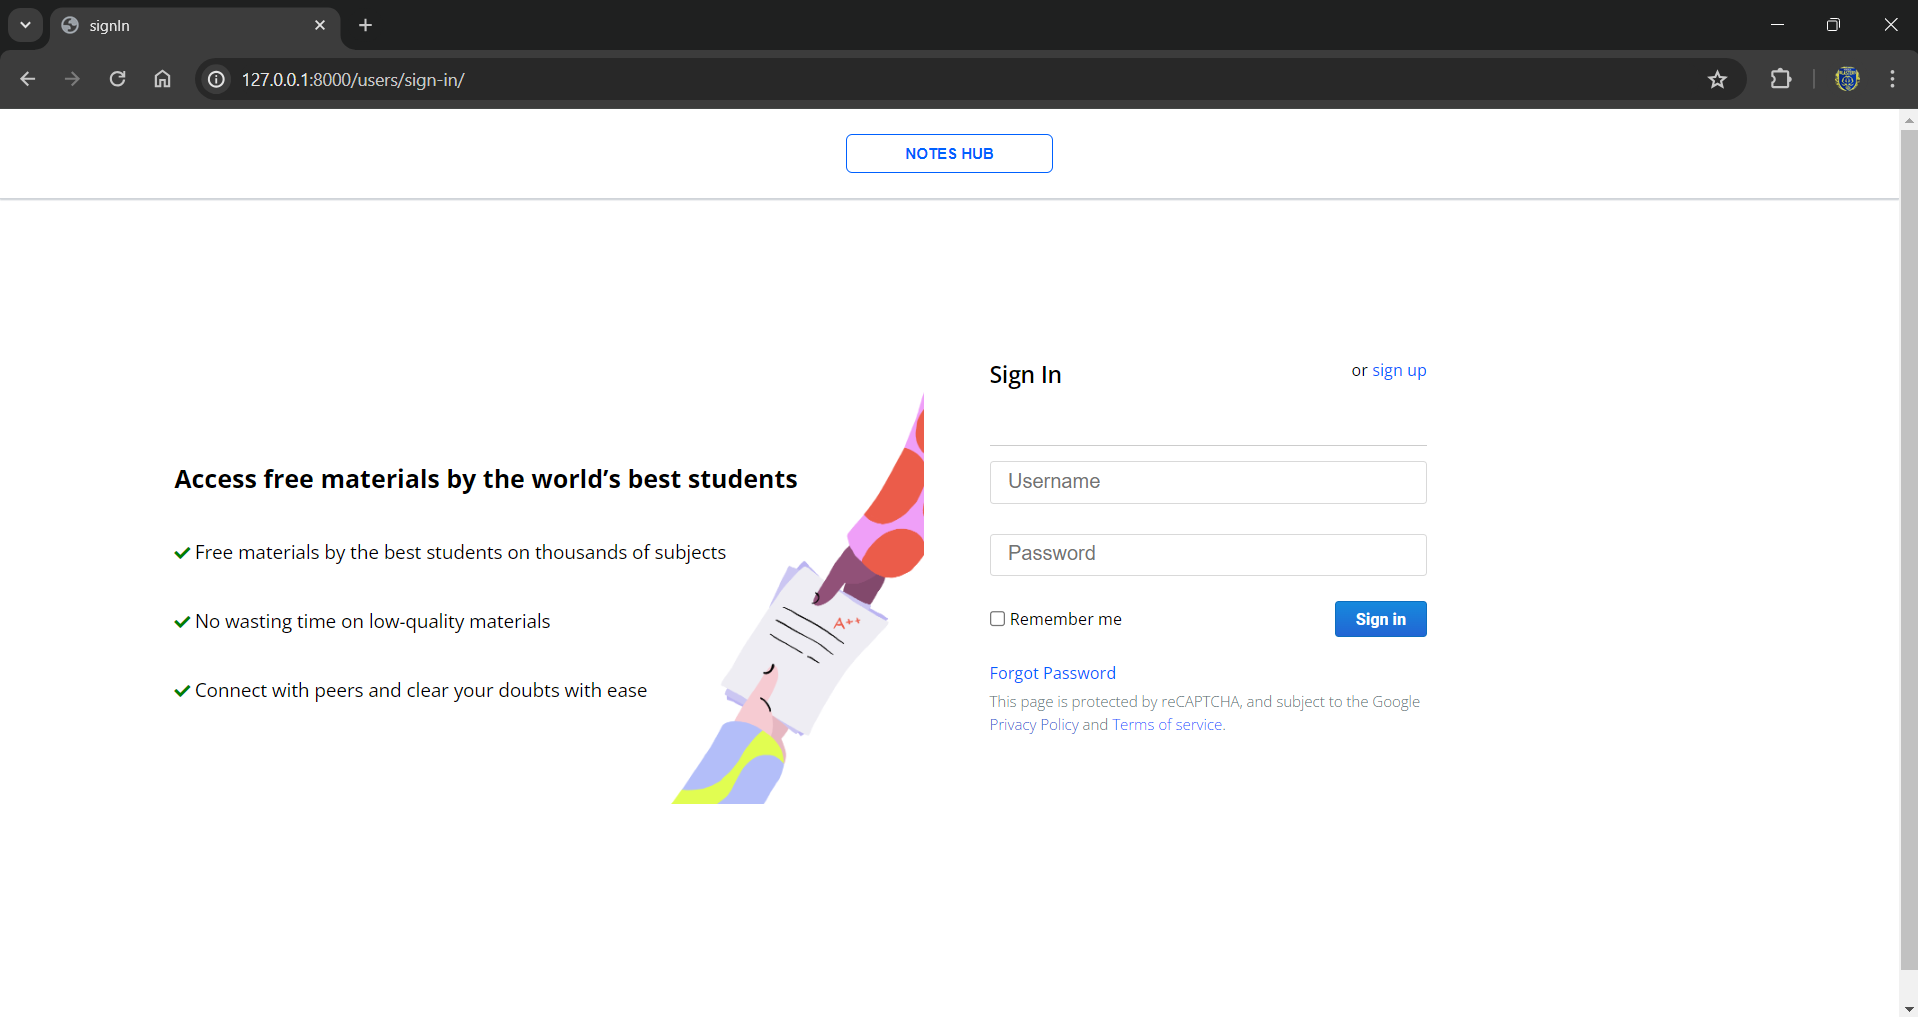 signIn
127.0.0.1:8000/users/sign-in/
NOTES HUB
Access free materials by the world’s best students
Free materials by the best students on thousands of subjects
No wasting time on low-quality materials
Connect with peers and clear your doubts with ease
A++
Sign In
or sign up
Username
Password
Remember me
Sign in
Forgot Password
This page is protected by reCAPTCHA, and subject to the Google
Privacy Policy and Terms of service.